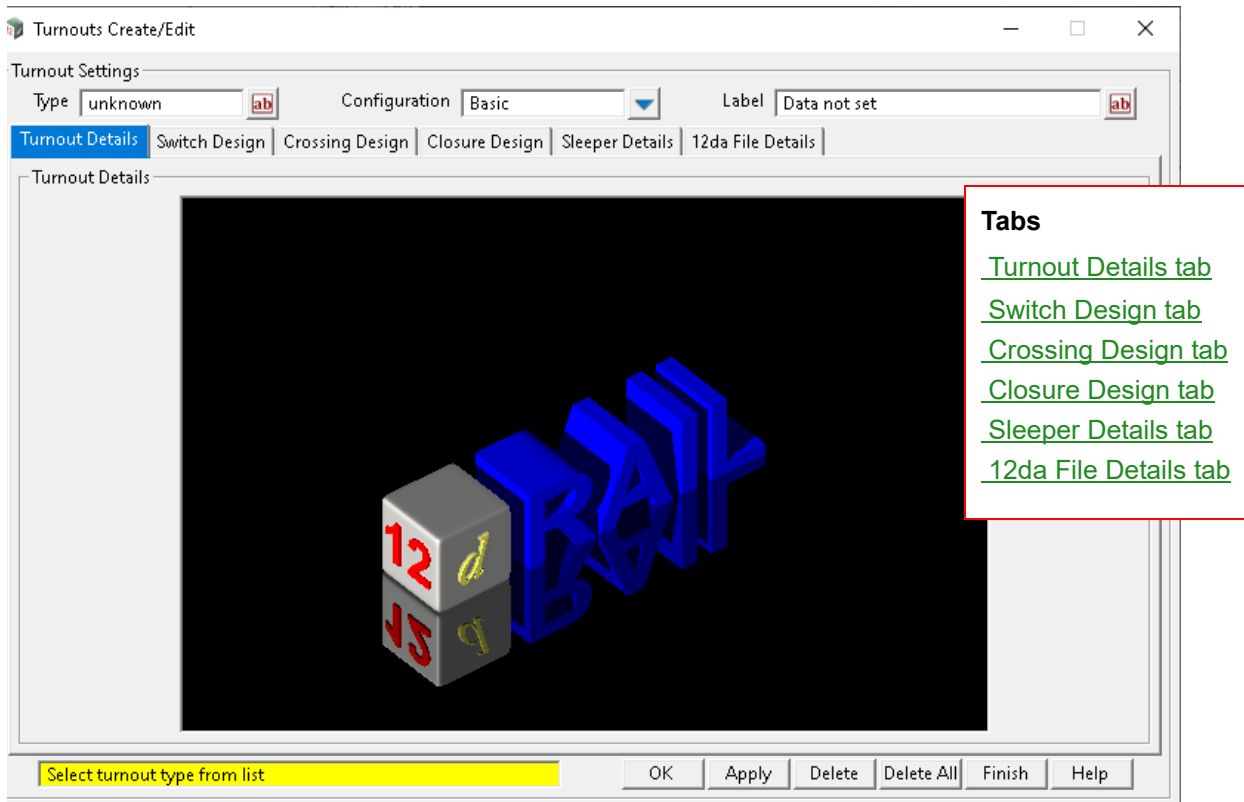 Turnouts Create/Edit
Turnout Settings
Type unknown ab Configuration Basic Label Data not set ab
Turnout Details Switch Design Crossing Design Closure Design Sleeper Details 12da File Details
Turnout Details
12 d RAIL
Tabs
Turnout Details tab
Switch Design tab
Crossing Design tab
Closure Design tab
Sleeper Details tab
12da File Details tab
Select turnout type from list OK Apply Delete Delete All Finish Help